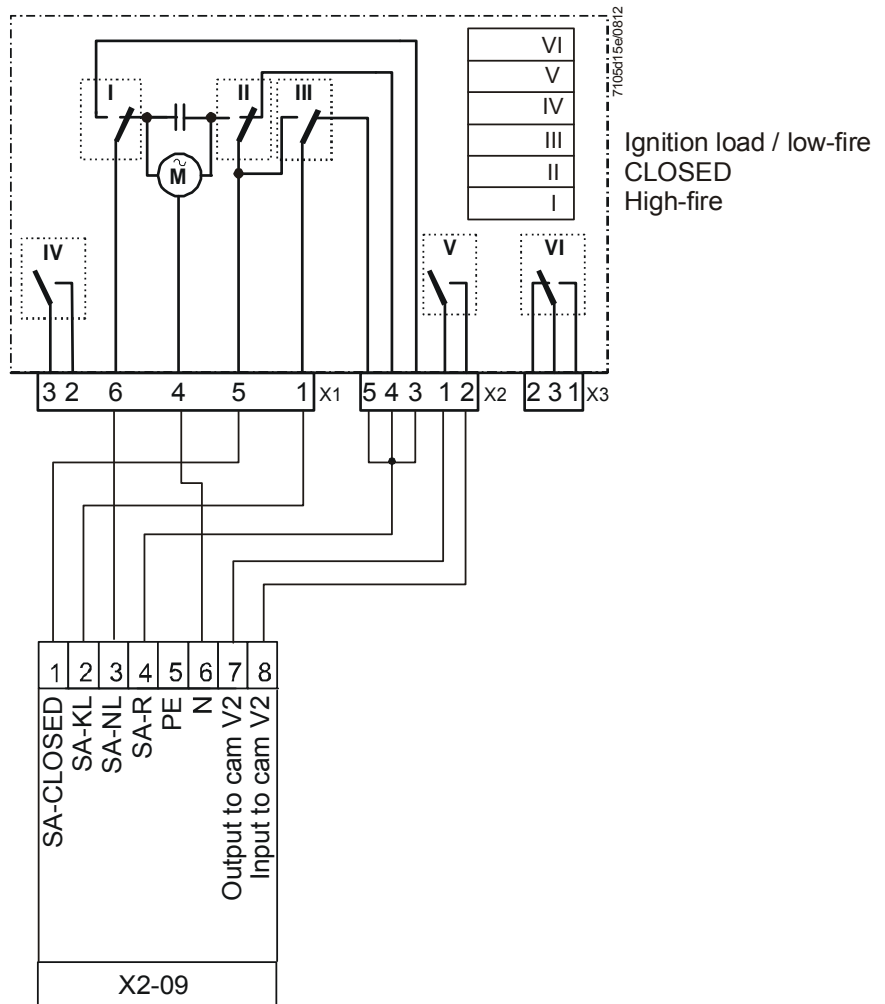 7105d15e/0812
VI
V
IV
III Ignition load / low-fire
II CLOSED
I High-fire
I II III
M
~
IV V VI
3 2 6 4 5 1 X1 5 4 3 1 2 X2 2 3 1 X3
1 2 3 4 5 6 7 8
SA-CLOSED
SA-KL
SA-NL
SA-R
PE
N
Output to cam V2
Input to cam V2
X2-09